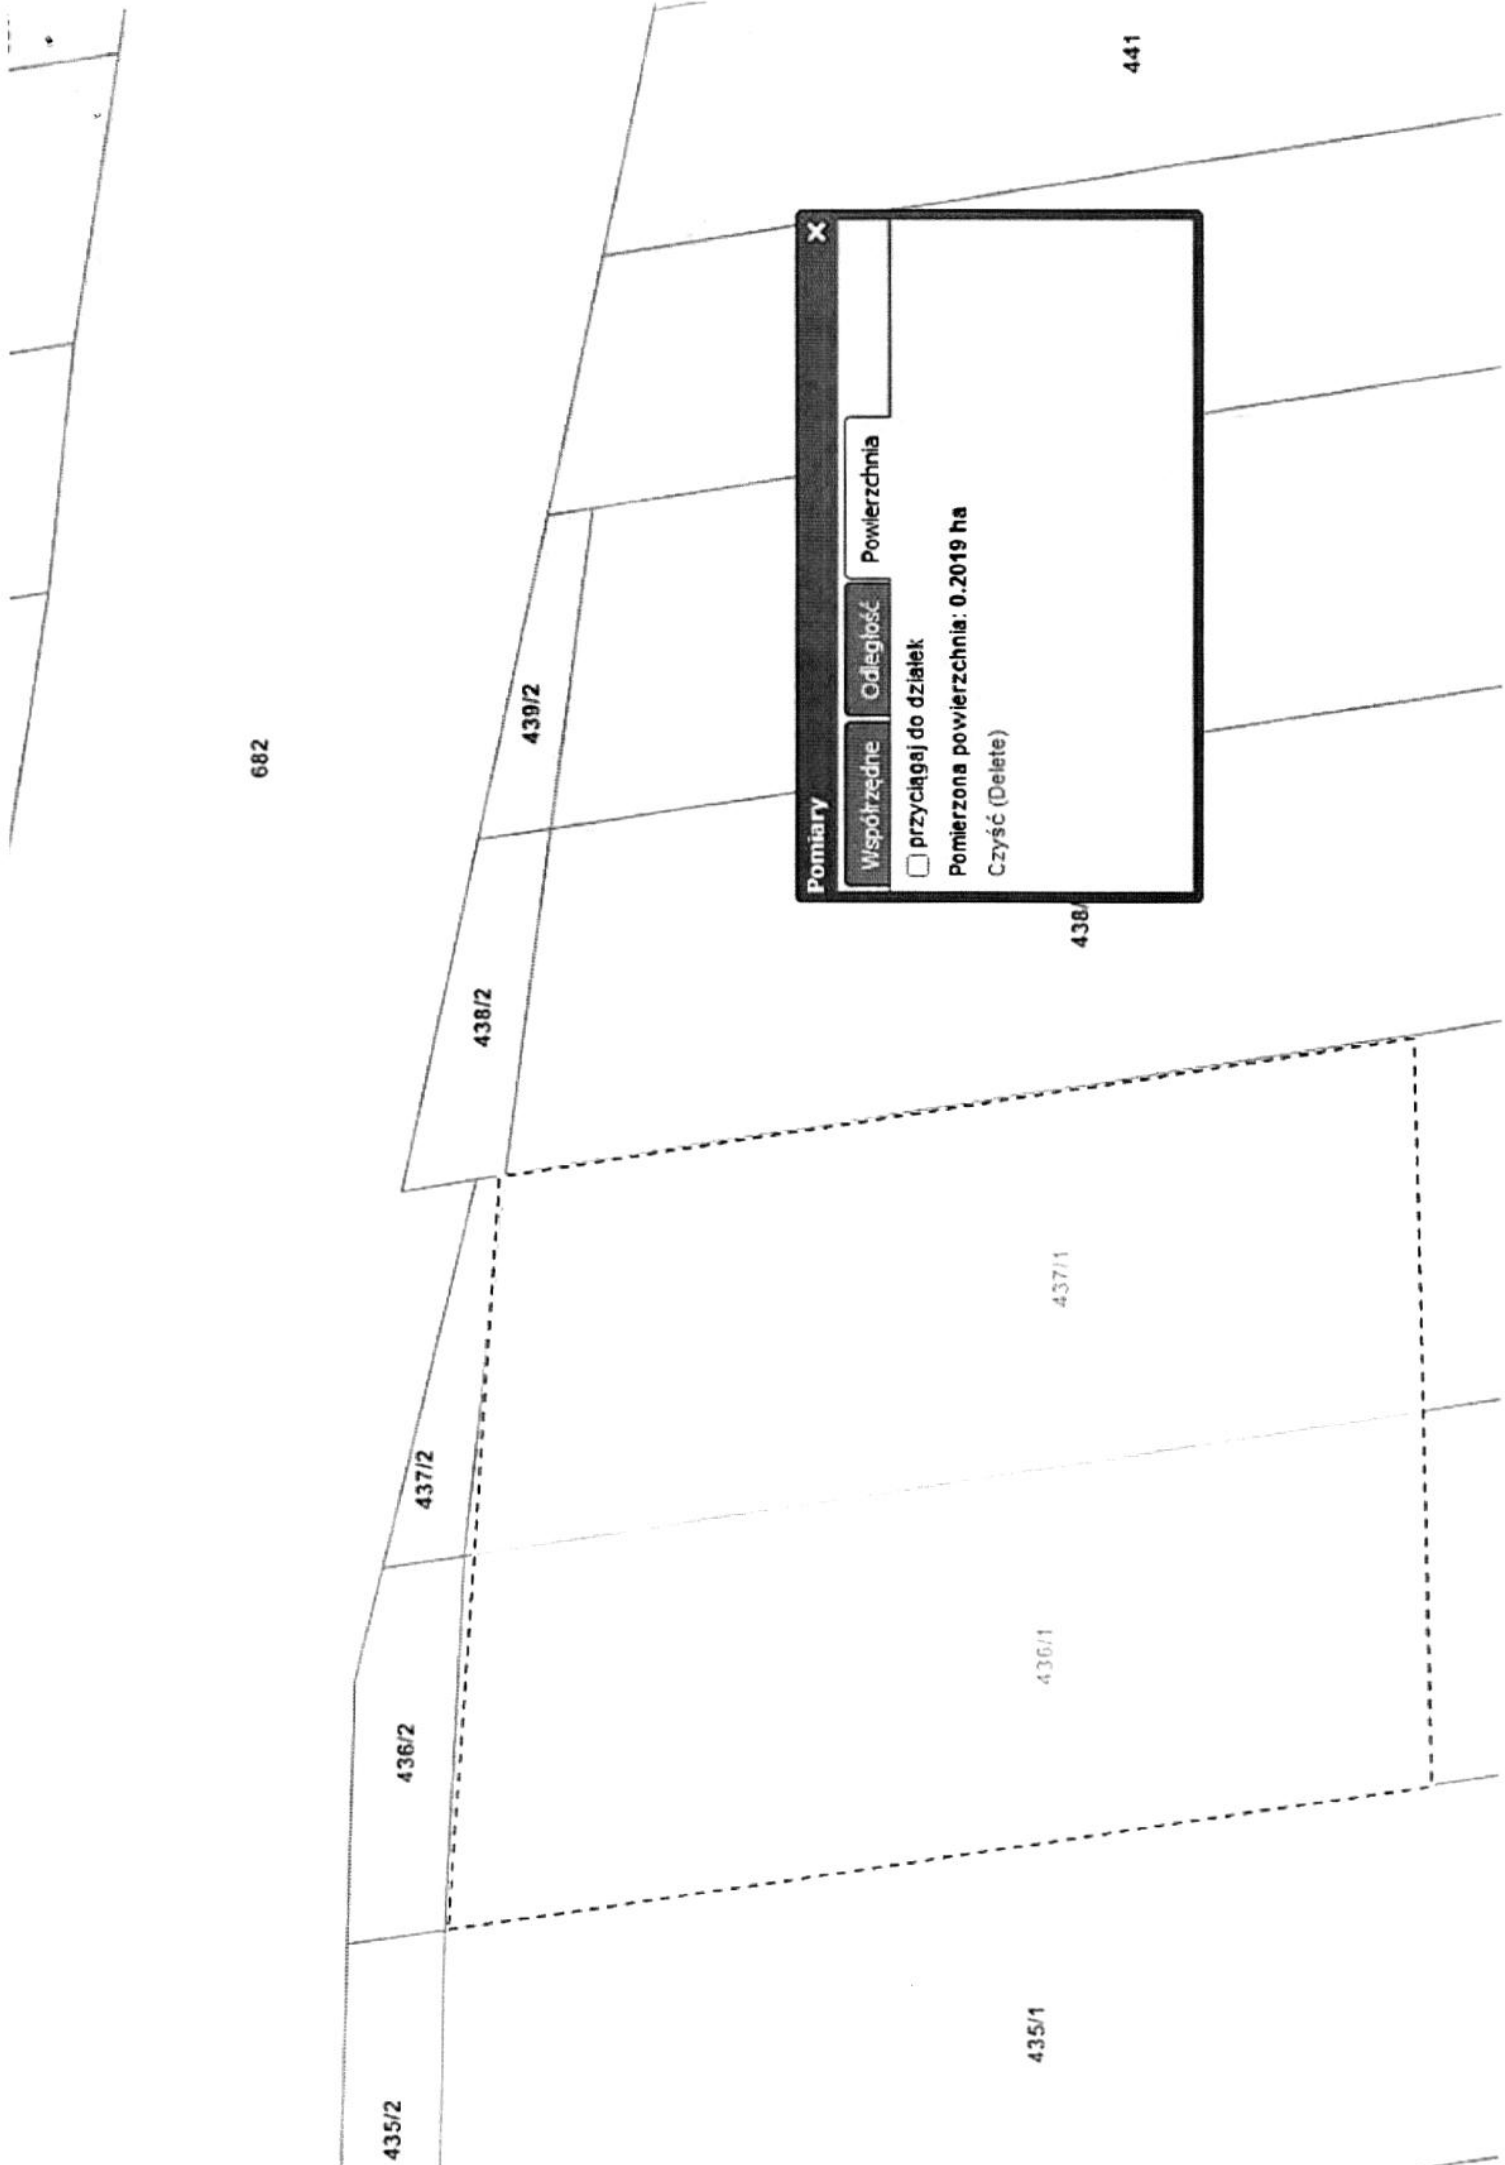 682
441
439/2
438/2
437/2
436/2
435/2
Pomiary
Współrzędne Odległość Powierzchnia
przyciągaj do działek
Pomierzona powierzchnia: 0.2019 ha
Czyść (Delete)
438/
437/1
436/1
435/1